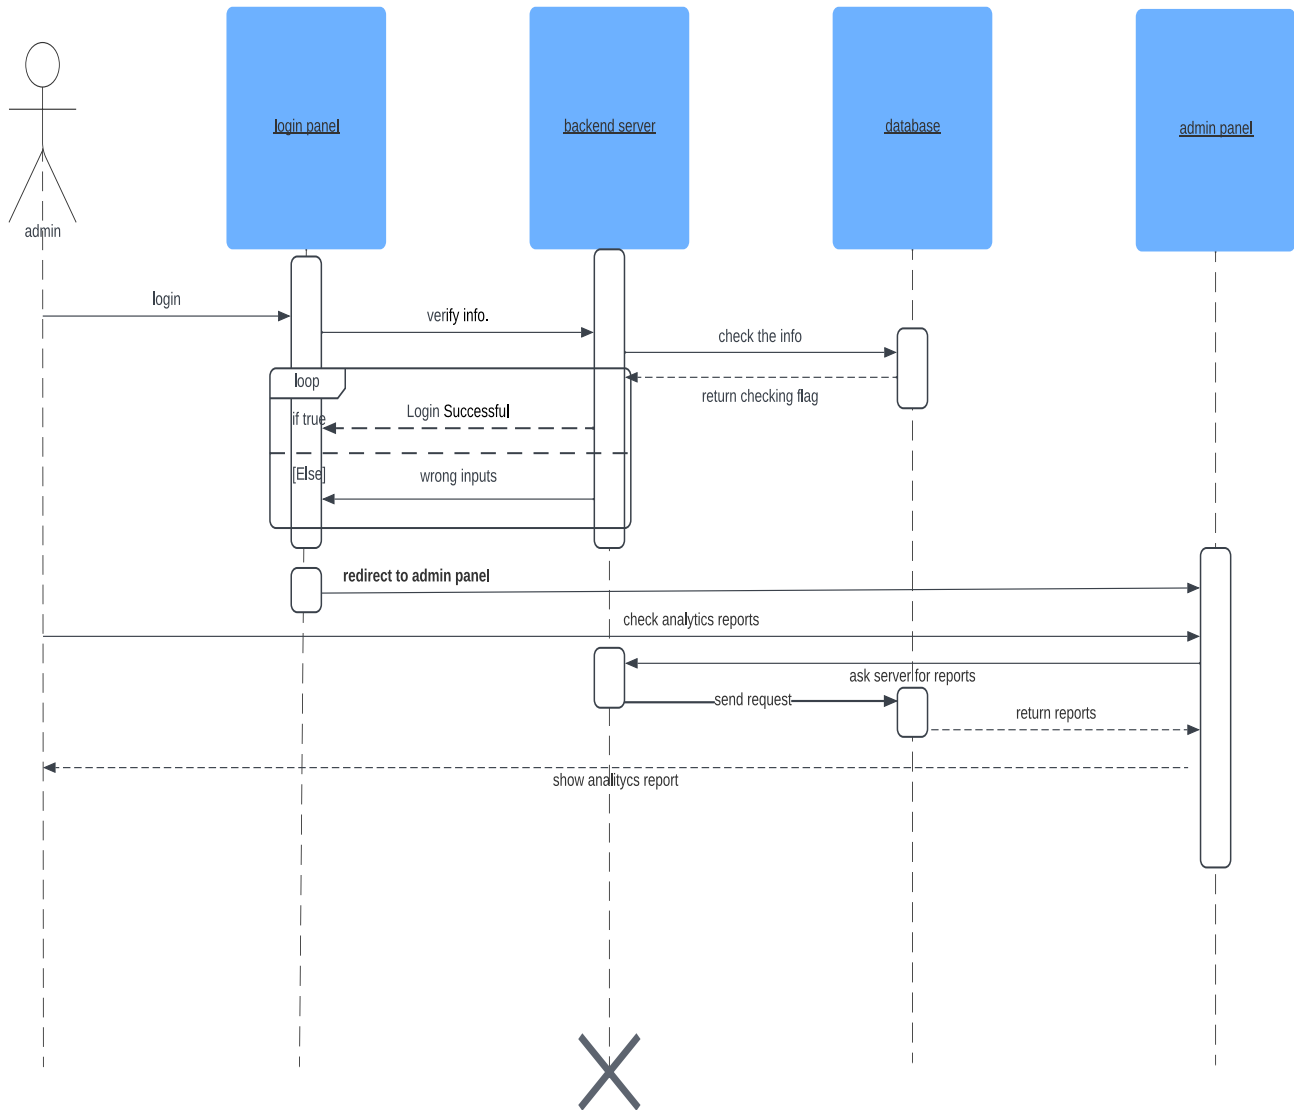 login panel
backend server
database
admin panel
admin
login
verify info.
check the info
loop
return checking flag
if true
Login Successful
[Else]
wrong inputs
redirect to admin panel
check analytics reports
ask server for reports
send request
return reports
show analitycs report